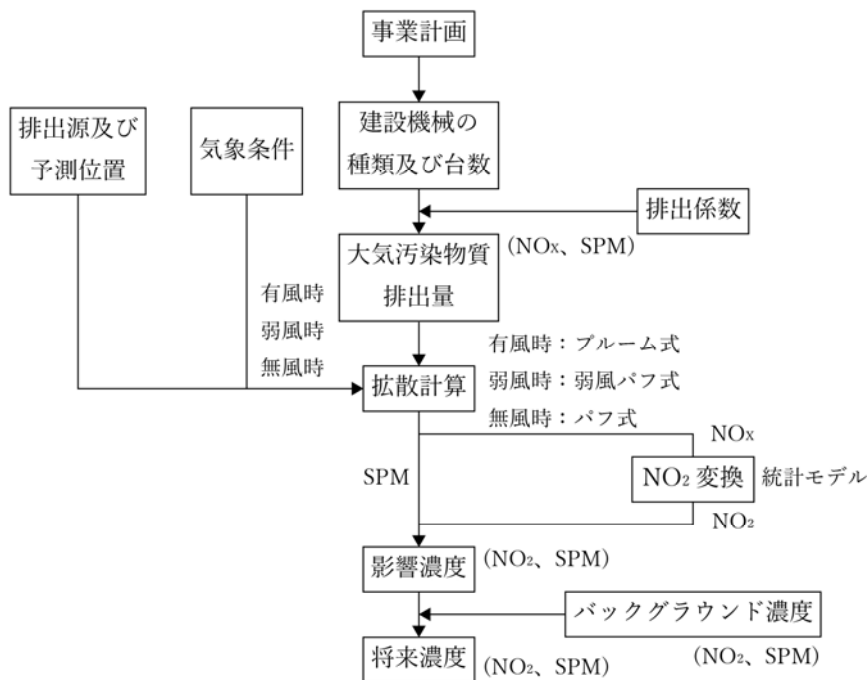 事業計画
排出源及び
予測位置
気象条件
建設機械の
種類及び台数
排出係数
(NOx、SPM)
大気汚染物質
排出量
有風時
弱風時
無風時
有風時：プルーム式
弱風時：弱風パフ式
無風時：パフ式
拡散計算
NOx
SPM
NO₂ 変換
統計モデル
NO₂
影響濃度
(NO₂、SPM)
バックグラウンド濃度
(NO₂、SPM)
将来濃度
(NO₂、SPM)